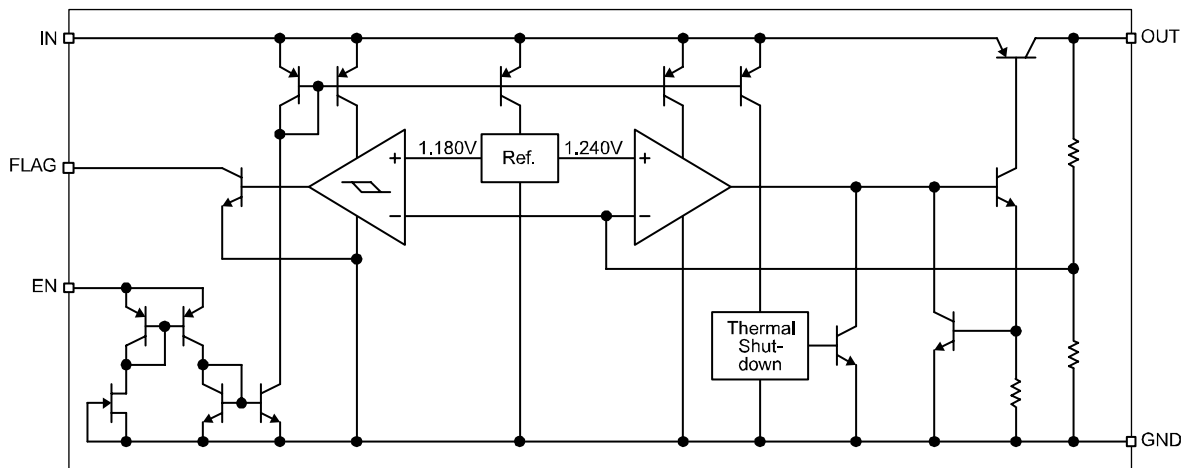 IN
OUT
FLAG
+
1.180V
Ref.
1.240V
+
−
−
EN
Thermal
Shut-
down
GND